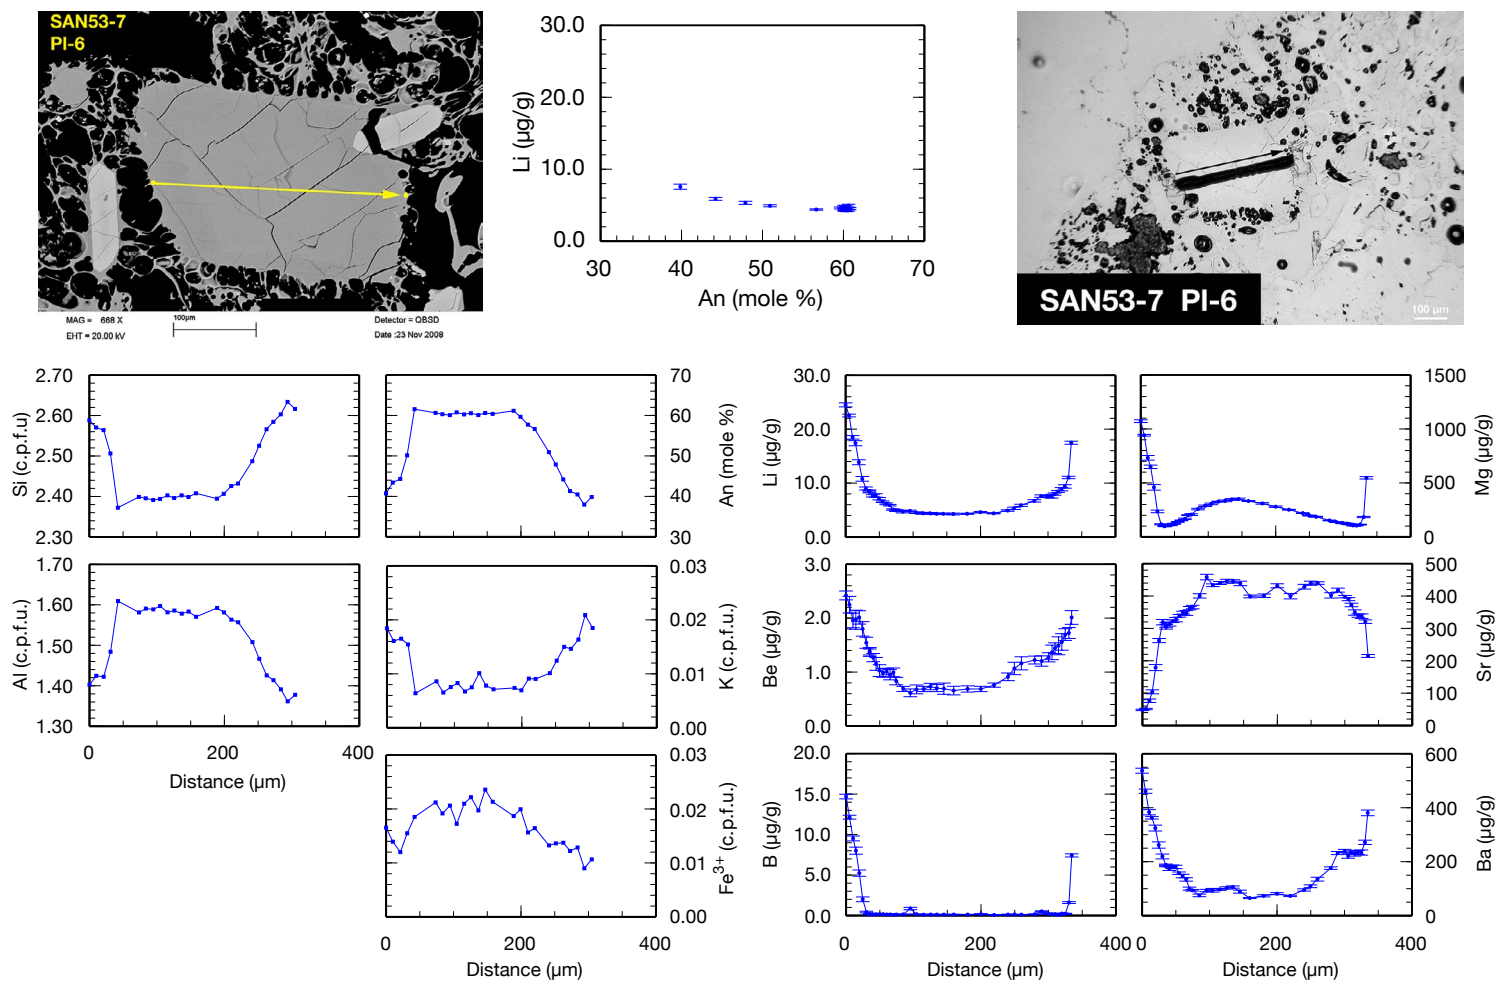 SAN53-7
PI-6
MAG = 668 X
EHT = 20.00 kV
100µm
Detector = QBSD
Date :23 Nov 2008
30.0
20.0
10.0
0.0
Li (µg/g)
30 40 50 60 70
An (mole %)
SAN53-7 PI-6
100 µm
2.70
2.60
2.50
2.40
2.30
Si (c.p.f.u)
70
60
50
40
30
An (mole %)
30.0
20.0
10.0
0.0
Li (µg/g)
1500
1000
500
0
Mg (µg/g)
1.70
1.60
1.50
1.40
1.30
Al (c.p.f.u)
0 200 400
Distance (µm)
0.03
0.02
0.01
0.00
K (c.p.f.u)
3.0
2.0
1.0
0.0
Be (µg/g)
500
400
300
200
100
0
Sr (µg/g)
0.03
0.02
0.01
0.00
Fe3+ (c.p.f.u.)
0 200 400
Distance (µm)
20.0
15.0
10.0
5.0
0.0
B (µg/g)
0 200 400
Distance (µm)
600
400
200
0
Ba (µg/g)
0 200 400
Distance (µm)